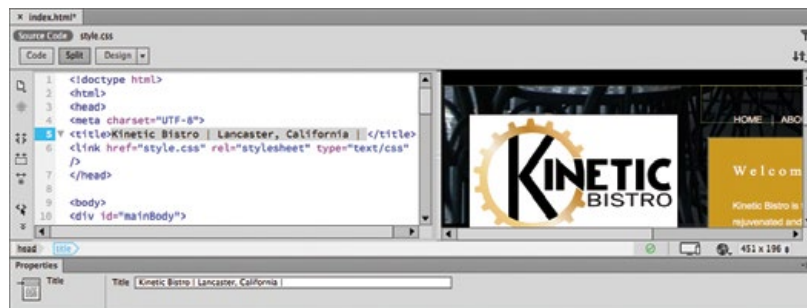 × index.html*
Source Code style.css
Code Split Design
1 <!doctype html>
2 <html>
3 <head>
4 <meta charset="UTF-8">
5 <title>Kinetic Bistro | Lancaster, California | </title>
6 <link href="style.css" rel="stylesheet" type="text/css"
/>
7 </head>
8
9 <body>
10 <div id="mainBody">
HOME | ABO
KINETIC
BISTRO
Welcom
Kinetic Bistro is
rejuvenated and
head title
451 x 196
Properties
Title
Title Kinetic Bistro | Lancaster, California |